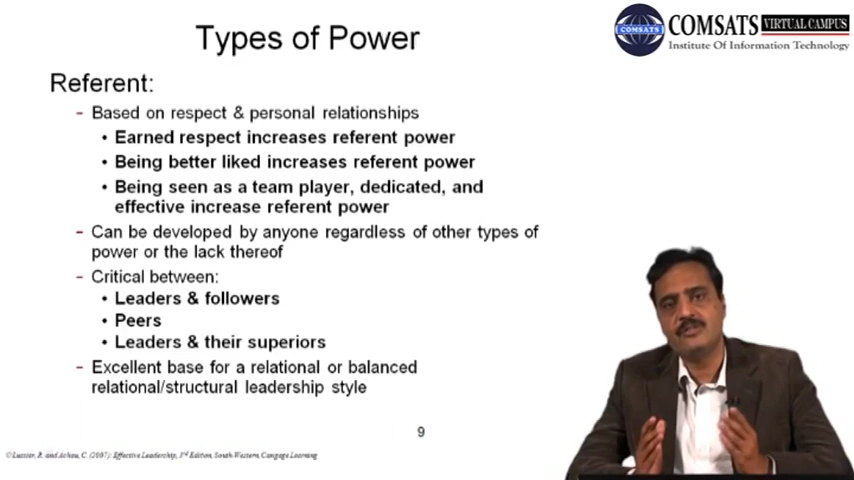 Types of Power
COMSATS
COMSATS VIRTUAL CAMPUS
Institute Of Information Technology
Referent:
- Based on respect & personal relationships
• Earned respect increases referent power
• Being better liked increases referent power
• Being seen as a team player, dedicated, and
effective increase referent power
- Can be developed by anyone regardless of other types of
power or the lack thereof
- Critical between:
• Leaders & followers
• Peers
• Leaders & their superiors
- Excellent base for a relational or balanced
relational/structural leadership style
9
© Lussier, R. and Achua, C. (2007): Effective Leadership, 3rd Edition, South-Western, Cengage Learning